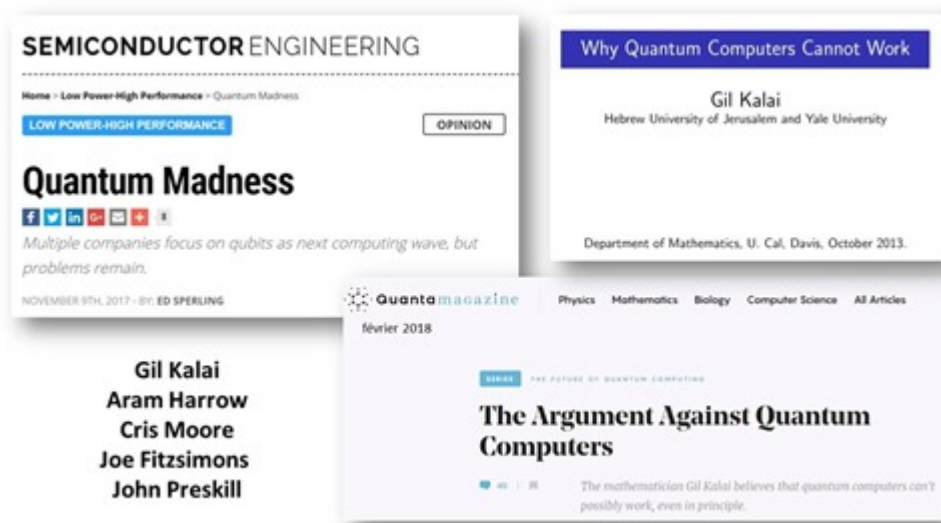 SEMICONDUCTOR ENGINEERING
Home > Low Power-High Performance > Quantum Madness
LOW POWER-HIGH PERFORMANCE
OPINION
Quantum Madness
Multiple companies focus on qubits as next computing wave, but
problems remain.
NOVEMBER 9TH, 2017 - BY: ED SPERLING
Why Quantum Computers Cannot Work
Gil Kalai
Hebrew University of Jerusalem and Yale University
Department of Mathematics, U. Cal, Davis, October 2013.
Quantamagazine
Physics Mathematics Biology Computer Science All Articles
février 2018
SERIES THE FUTURE OF QUANTUM COMPUTING
The Argument Against Quantum
Computers
The mathematician Gil Kalai believes that quantum computers can't
possibly work, even in principle.
Gil Kalai
Aram Harrow
Cris Moore
Joe Fitzsimons
John Preskill